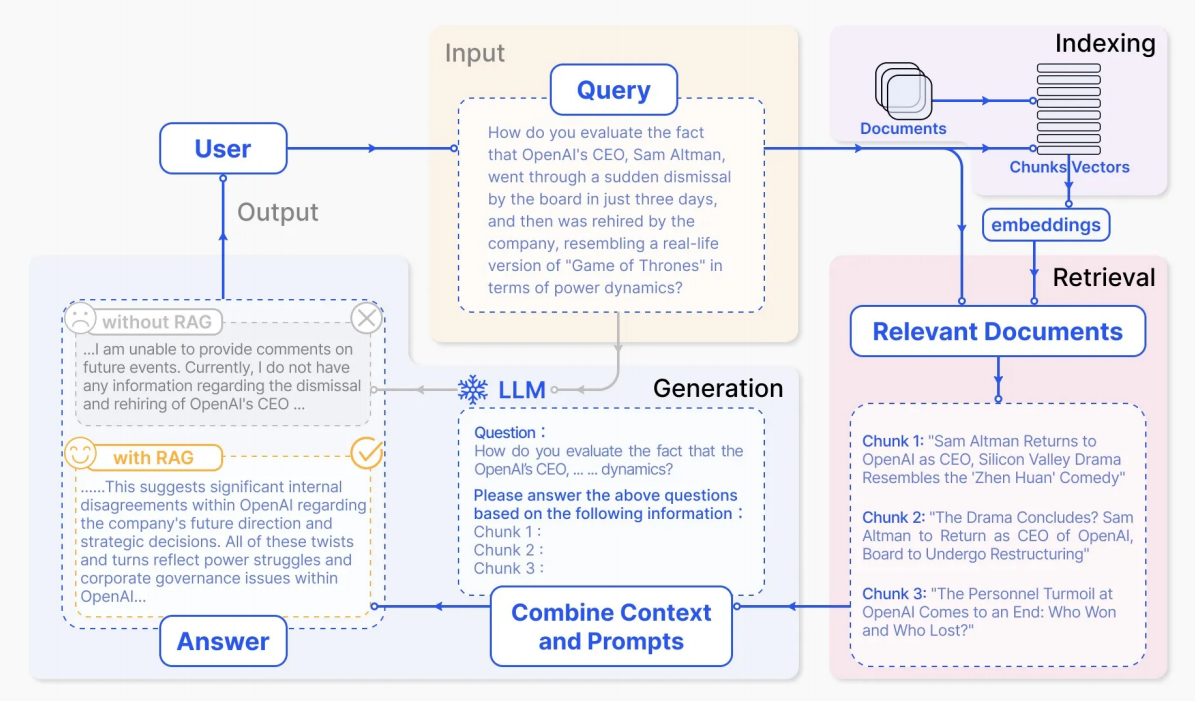 Input
Query
How do you evaluate the fact
that OpenAI's CEO, Sam Altman,
went through a sudden dismissal
by the board in just three days,
and then was rehired by the
company, resembling a real-life
version of "Game of Thrones" in
terms of power dynamics?
Indexing
Documents
Chunks Vectors
embeddings
User
Output
Retrieval
Relevant Documents
Chunk 1: "Sam Altman Returns to
OpenAI as CEO, Silicon Valley Drama
Resembles the 'Zhen Huan' Comedy"
Chunk 2: "The Drama Concludes? Sam
Altman to Return as CEO of OpenAI,
Board to Undergo Restructuring"
Chunk 3: "The Personnel Turmoil at
OpenAI Comes to an End: Who Won
and Who Lost?"
LLM
Generation
Question :
How do you evaluate the fact that the
OpenAI's CEO, ... ... dynamics?
Please answer the above questions
based on the following information :
Chunk 1 :
Chunk 2 :
Chunk 3 :
Combine Context
and Prompts
without RAG
...I am unable to provide comments on
future events. Currently, I do not have
any information regarding the dismissal
and rehiring of OpenAI's CEO ...
with RAG
......This suggests significant internal
disagreements within OpenAI regarding
the company's future direction and
strategic decisions. All of these twists
and turns reflect power struggles and
corporate governance issues within
OpenAI...
Answer